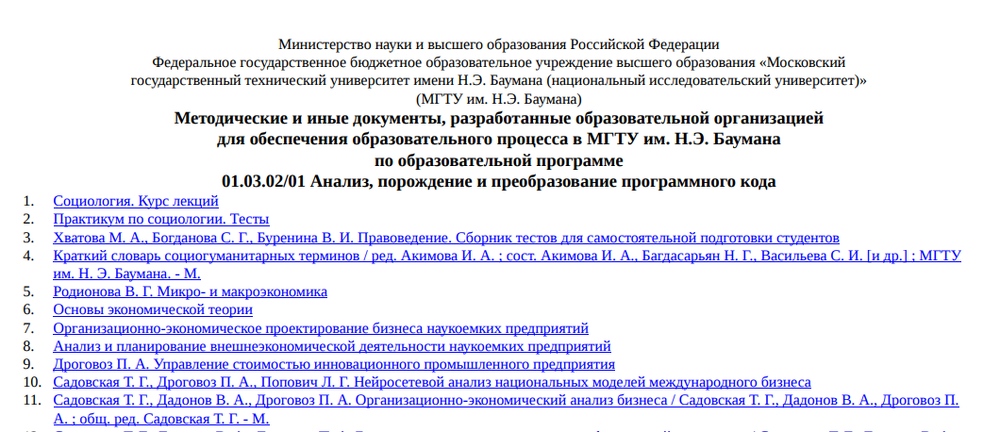 Министерство науки и высшего образования Российской Федерации
Федеральное государственное бюджетное образовательное учреждение высшего образования «Московский
государственный технический университет имени Н.Э. Баумана (национальный исследовательский университет)»
(МГТУ им. Н.Э. Баумана)
Методические и иные документы, разработанные образовательной организацией
для обеспечения образовательного процесса в МГТУ им. Н.Э. Баумана
по образовательной программе
01.03.02/01 Анализ, порождение и преобразование программного кода
1. Социология. Курс лекций
2. Практикум по социологии. Тесты
3. Хватова М. А., Богданова С. Г., Буренина В. И. Правоведение. Сборник тестов для самостоятельной подготовки студентов
4. Краткий словарь социогуманитарных терминов / ред. Акимова И. А. ; сост. Акимова И. А., Багдасарьян Н. Г., Васильева С. И. [и др.] ; МГТУ
им. Н. Э. Баумана. - М.
5. Родионова В. Г. Микро- и макроэкономика
6. Основы экономической теории
7. Организационно-экономическое проектирование бизнеса наукоемких предприятий
8. Анализ и планирование внешнеэкономической деятельности наукоемких предприятий
9. Дроговоз П. А. Управление стоимостью инновационного промышленного предприятия
10. Садовская Т. Г., Дроговоз П. А., Попович Л. Г. Нейросетевой анализ национальных моделей международного бизнеса
11. Садовская Т. Г., Дадонов В. А., Дроговоз П. А. Организационно-экономический анализ бизнеса / Садовская Т. Г., Дадонов В. А., Дроговоз П.
А. ; общ. ред. Садовская Т. Г. - М.